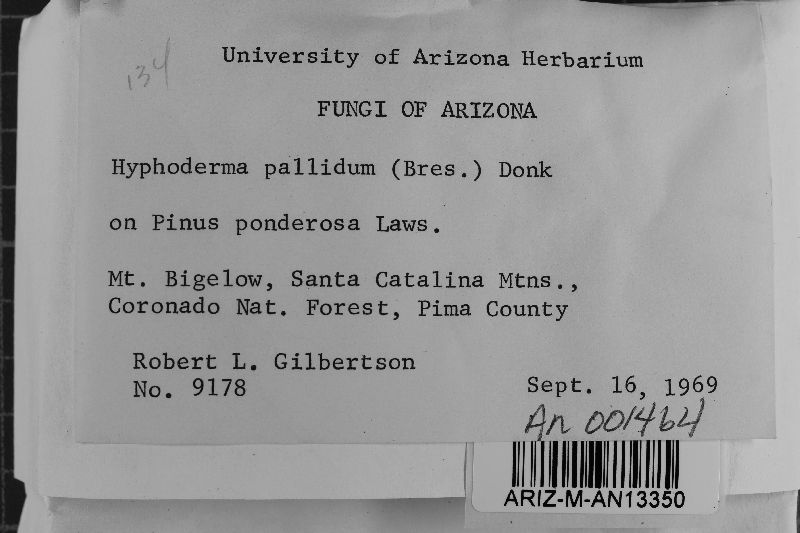 134
University of Arizona Herbarium
FUNGI OF ARIZONA
Hyphoderma pallidum (Bres.) Donk
on Pinus ponderosa Laws.
Mt. Bigelow, Santa Catalina Mtns.,
Coronado Nat. Forest, Pima County
Robert L. Gilbertson
No. 9178
Sept. 16, 1969
An 001464
ARIZ-M-AN13350